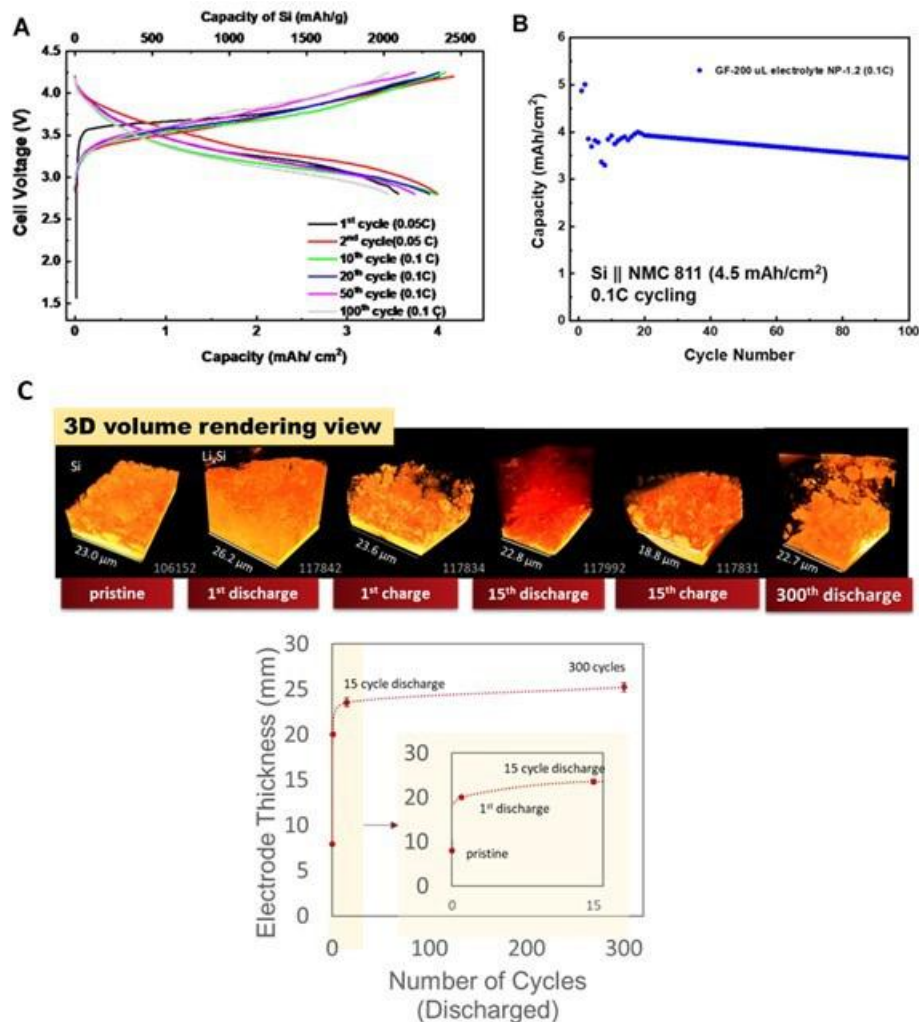 A
Capacity of Si (mAh/g)
0 500 1000 1500 2000 2500
4.5
4.0
3.5
3.0
2.5
2.0
1.5
Cell Voltage (V)
1st cycle (0.05C)
2nd cycle(0.05 C)
10th cycle (0.1 C)
20th cycle (0.1C)
50th cycle (0.1C)
100th cycle (0.1 C)
0 1 2 3 4
Capacity (mAh/ cm2)
B
6
5
4
3
2
1
0
Capacity (mAh/cm2)
GF-200 uL electrolyte NP-1.2 (0.1C)
Si || NMC 811 (4.5 mAh/cm2)
0.1C cycling
0 20 40 60 80 100
Cycle Number
C
3D volume rendering view
Si
LixSi
23.0 µm
26.2 µm
23.6 µm
22.8 µm
18.8 µm
22.7 µm
106152
117842
117834
117992
117831
pristine
1st discharge
1st charge
15th discharge
15th charge
300th discharge
30
25
20
15
10
5
0
Electrode Thickness (mm)
15 cycle discharge
300 cycles
30
20
10
0
15 cycle discharge
1st discharge
pristine
0 15
0 100 200 300
Number of Cycles
(Discharged)